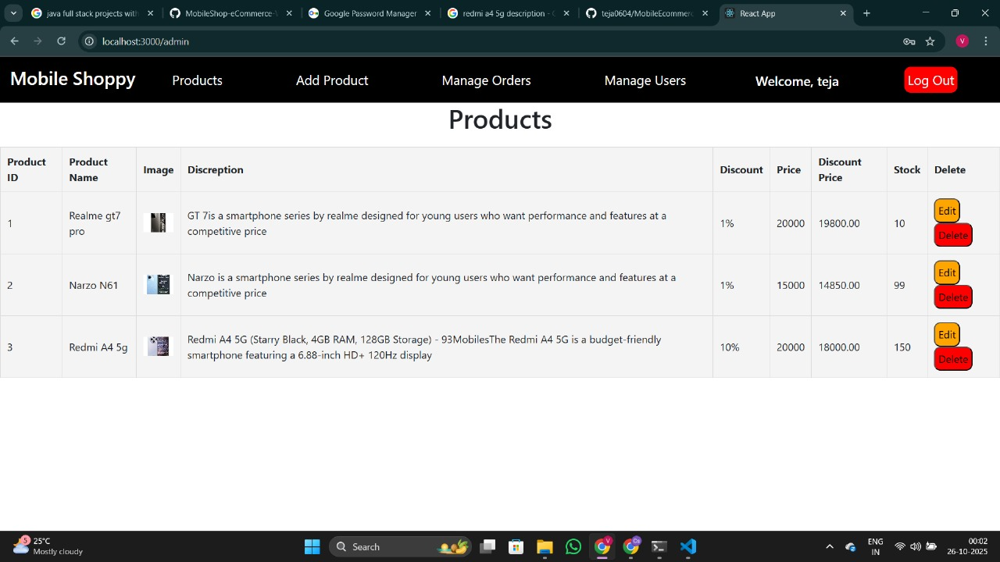 java full stack projects with
MobileShop-eCommerce-
Google Password Manager
redmi a4 5g description - 
teja0604/MobileEcommerc
React App
localhost:3000/admin
V
Mobile Shoppy
Products
Add Product
Manage Orders
Manage Users
Welcome, teja
Log Out
Products
Product ID
Product Name
Image
Discreption
Discount
Price
Discount Price
Stock
Delete
1
Realme gt7 pro
GT 7is a smartphone series by realme designed for young users who want performance and features at a
competitive price
1%
20000
19800.00
10
Edit
Delete
2
Narzo N61
Narzo is a smartphone series by realme designed for young users who want performance and features at a
competitive price
1%
15000
14850.00
99
Edit
Delete
3
Redmi A4 5g
Redmi A4 5G (Starry Black, 4GB RAM, 128GB Storage) - 93MobilesThe Redmi A4 5G is a budget-friendly
smartphone featuring a 6.88-inch HD+ 120Hz display
10%
20000
18000.00
150
Edit
Delete
5
25°C
Mostly cloudy
Search
ENG
IN
00:02
26-10-2025